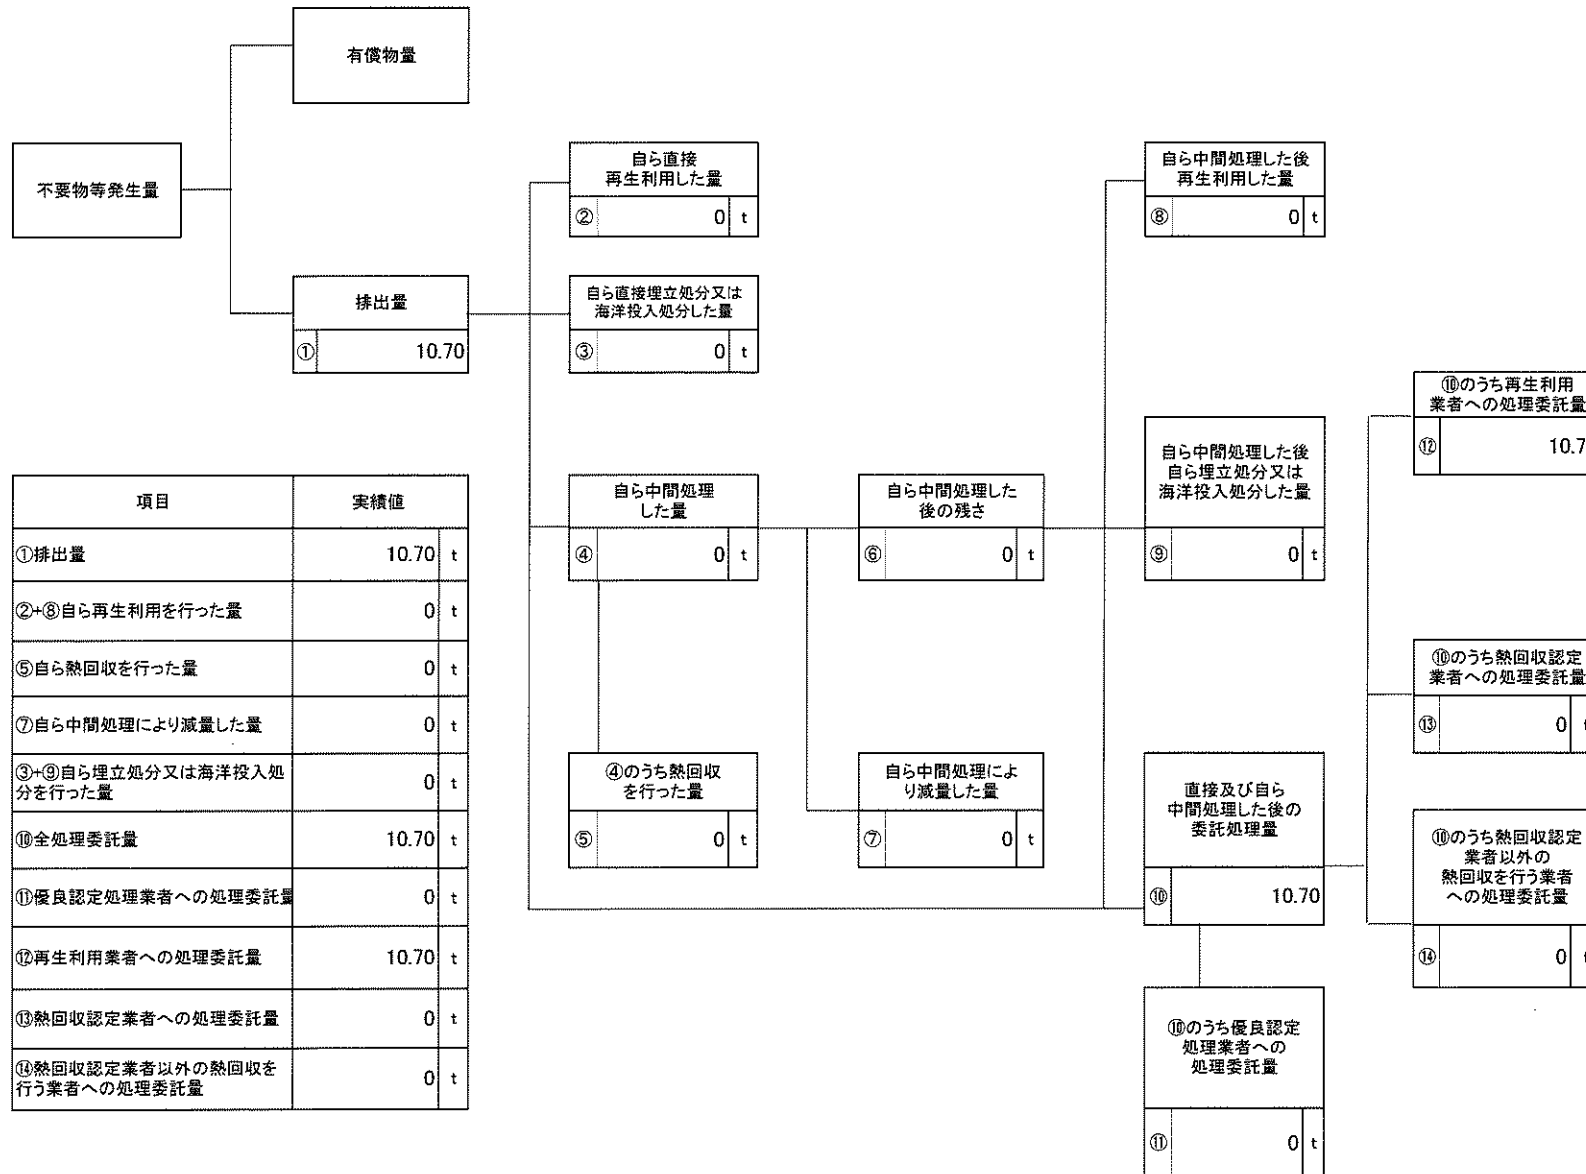 有償物量
不要物等発生量
排出量
① 10.70
自ら直接
再生利用した量
② 0 t
自ら直接埋立処分又は
海洋投入処分した量
③ 0 t
自ら中間処理
した量
④ 0 t
④のうち熱回収
を行った量
⑤ 0 t
自ら中間処理した
後の残さ
⑥ 0 t
自ら中間処理によ
り減量した量
⑦ 0 t
自ら中間処理した後
再生利用した量
⑧ 0 t
自ら中間処理した後
自ら埋立処分又は
海洋投入処分した量
⑨ 0 t
直接及び自ら
中間処理した後の
委託処理量
⑩ 10.70
⑩のうち優良認定
処理業者への
処理委託量
⑪ 0 t
⑩のうち再生利用
業者への処理委託量
⑫ 10.7
⑩のうち熱回収認定
業者への処理委託量
⑬ 0 t
⑩のうち熱回収認定
業者以外の
熱回収を行う業者
への処理委託量
⑭ 0 t
項目 実績値
①排出量 10.70 t
②+⑧自ら再生利用を行った量 0 t
⑤自ら熱回収を行った量 0 t
⑦自ら中間処理により減量した量 0 t
③+⑨自ら埋立処分又は海洋投入処
分を行った量 0 t
⑩全処理委託量 10.70 t
⑪優良認定処理業者への処理委託量 0 t
⑫再生利用業者への処理委託量 10.70 t
⑬熱回収認定業者への処理委託量 0 t
⑭熱回収認定業者以外の熱回収を
行う業者への処理委託量 0 t